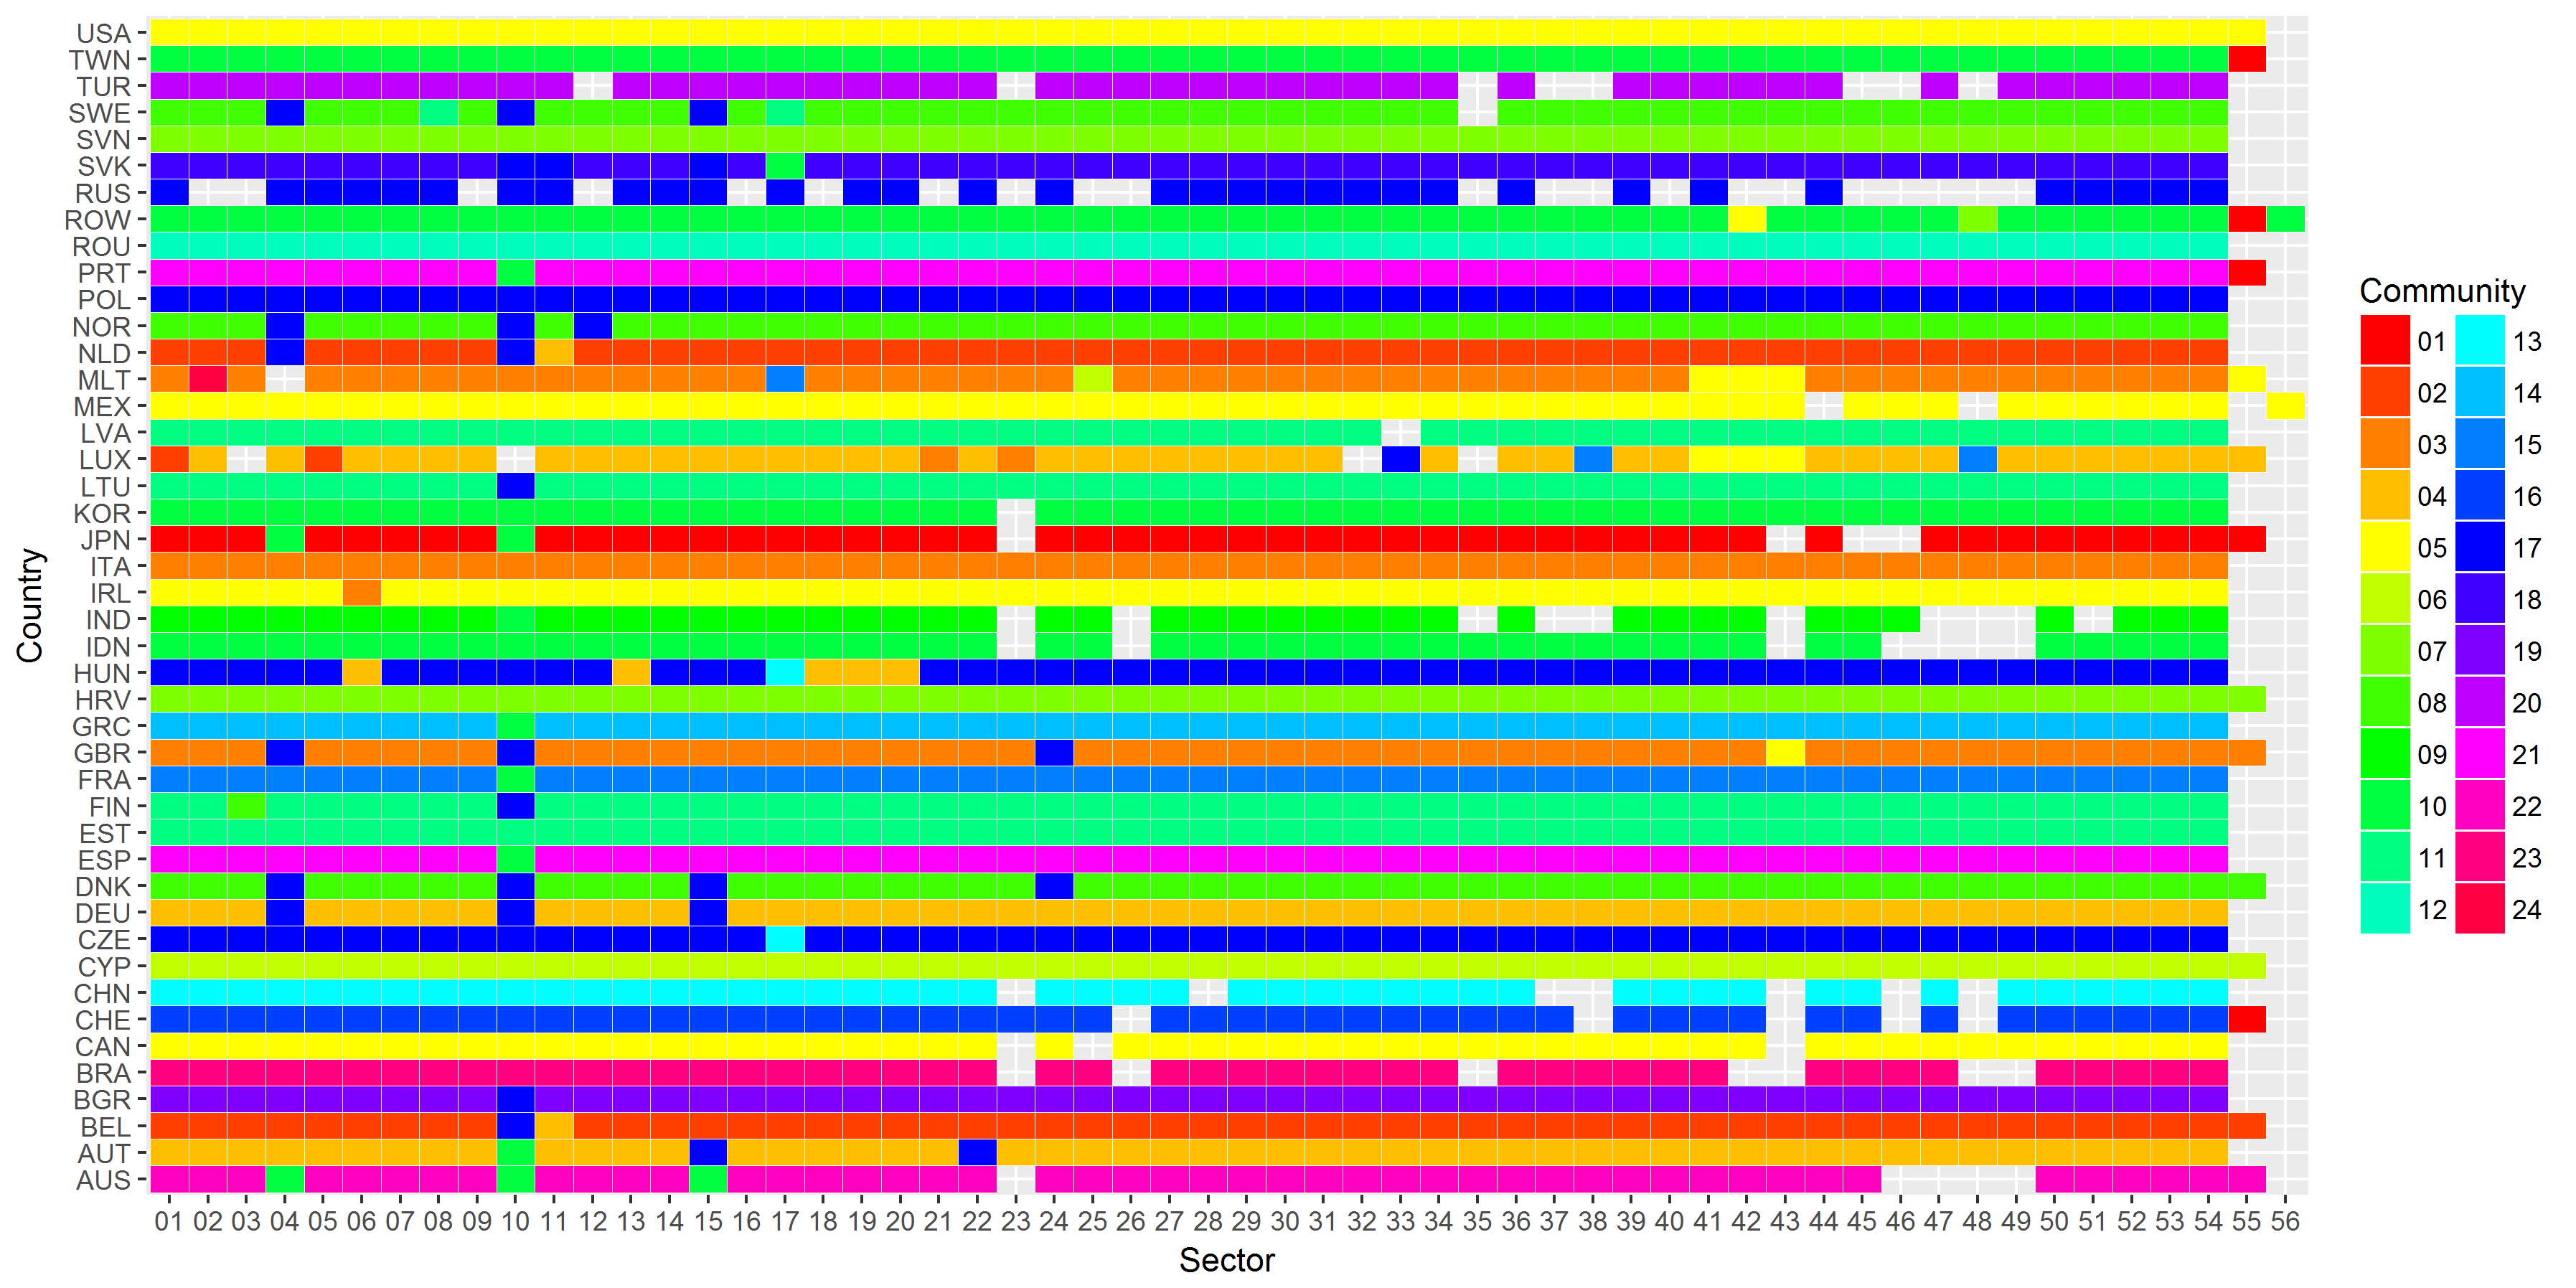 Country
USA
TWN
TUR
SWE
SVN
SVK
RUS
ROW
ROU
PRT
POL
NOR
NLD
MLT
MEX
LVA
LUX
LTU
KOR
JPN
ITA
IRL
IND
IDN
HUN
HRV
GRC
GBR
FRA
FIN
EST
ESP
DNK
DEU
CZE
CYP
CHN
CHE
CAN
BRA
BGR
BEL
AUT
AUS
01 02 03 04 05 06 07 08 09 10 11 12 13 14 15 16 17 18 19 20 21 22 23 24 25 26 27 28 29 30 31 32 33 34 35 36 37 38 39 40 41 42 43 44 45 46 47 48 49 50 51 52 53 54 55 56
Sector
Community
01 13
02 14
03 15
04 16
05 17
06 18
07 19
08 20
09 21
10 22
11 23
12 24